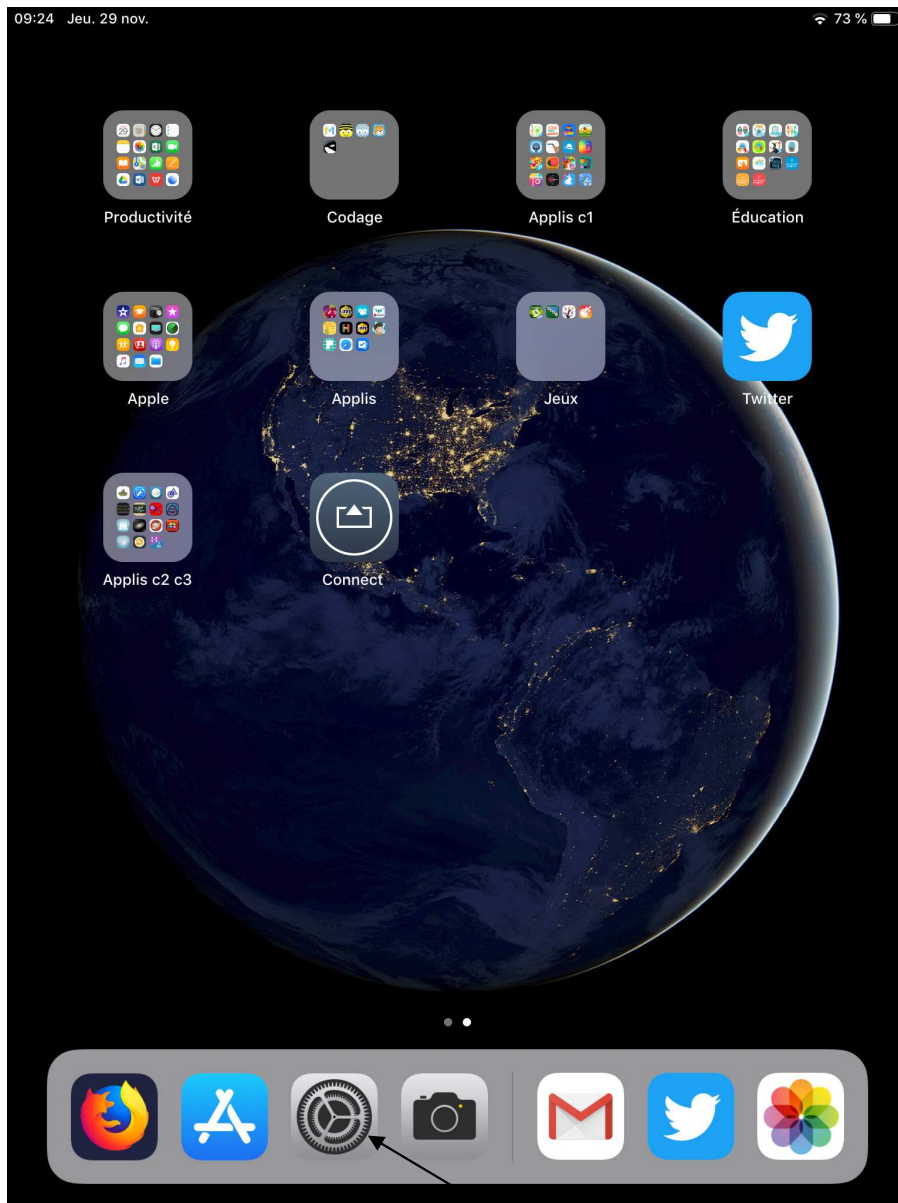 09:24 Jeu. 29 nov.
73 %
Productivité
Codage
Applis c1
Éducation
Apple
Applis
Jeux
Twitter
Applis c2 c3
Connect